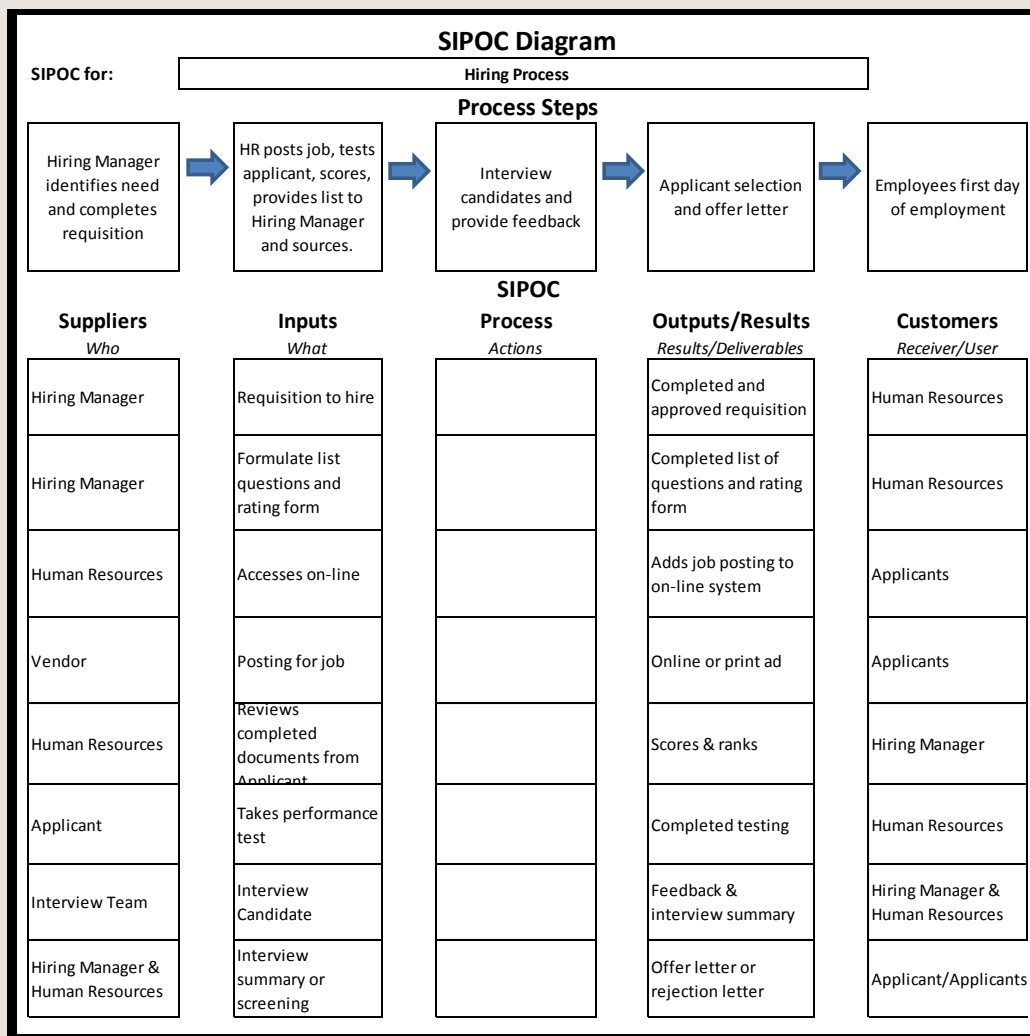 SIPOC Diagram
SIPOC for:
Hiring Process
Process Steps
Hiring Manager
identifies need
and completes
requisition
HR posts job, tests
applicant, scores,
provides list to
Hiring Manager
and sources.
Interview
candidates and
provide feedback
Applicant selection
and offer letter
Employees first day
of employment
SIPOC
Suppliers
Inputs
Process
Outputs/Results
Customers
Who
What
Actions
Results/Deliverables
Receiver/User
Hiring Manager
Requisition to hire
Completed and
approved requisition
Human Resources
Hiring Manager
Formulate list
questions and
rating form
Completed list of
questions and rating
form
Human Resources
Human Resources
Accesses on-line
Adds job posting to
on-line system
Applicants
Vendor
Posting for job
Online or print ad
Applicants
Human Resources
Reviews
completed
documents from
Applicant
Scores & ranks
Hiring Manager
Applicant
Takes performance
test
Completed testing
Human Resources
Interview Team
Interview
Candidate
Feedback &
interview summary
Hiring Manager &
Human Resources
Hiring Manager &
Human Resources
Interview
summary or
screening
Offer letter or
rejection letter
Applicant/Applicants